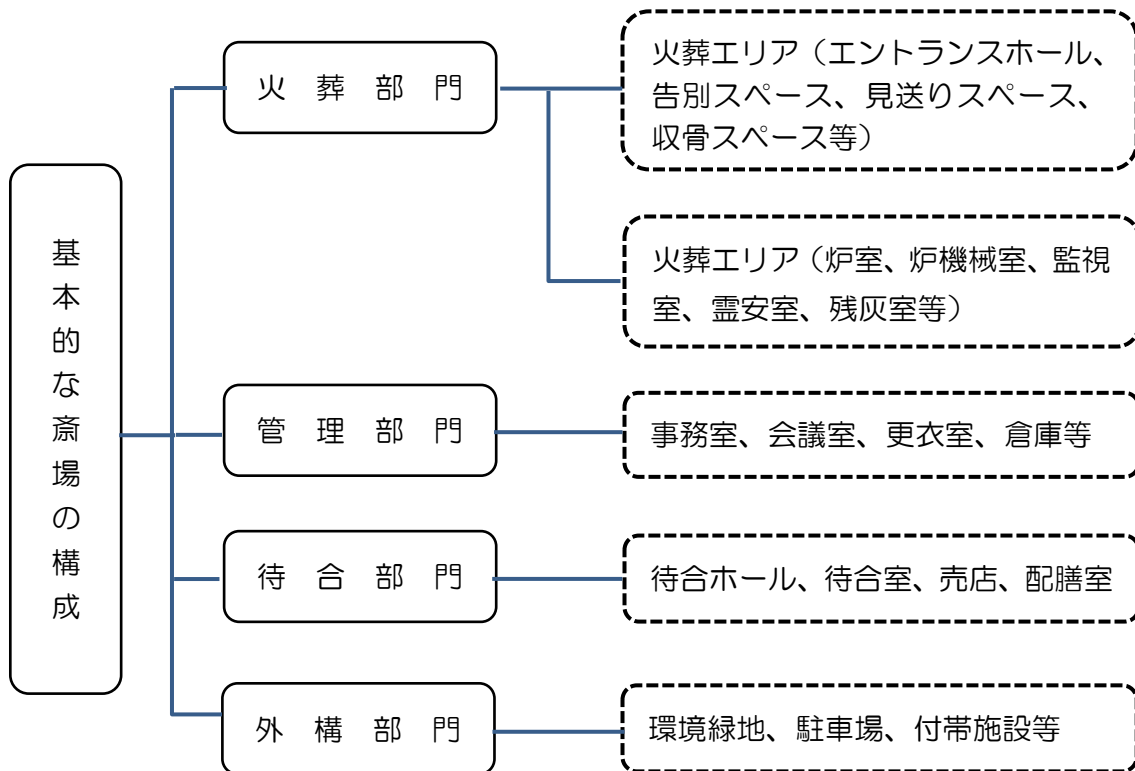 基本的な斎場の構成
火葬部門
火葬エリア（エントランスホール、
告別スペース、見送りスペース、
収骨スペース等）
火葬エリア（炉室、炉機械室、監視
室、霊安室、残灰室等）
管理部門
事務室、会議室、更衣室、倉庫等
待合部門
待合ホール、待合室、売店、配膳室
外構部門
環境緑地、駐車場、付帯施設等